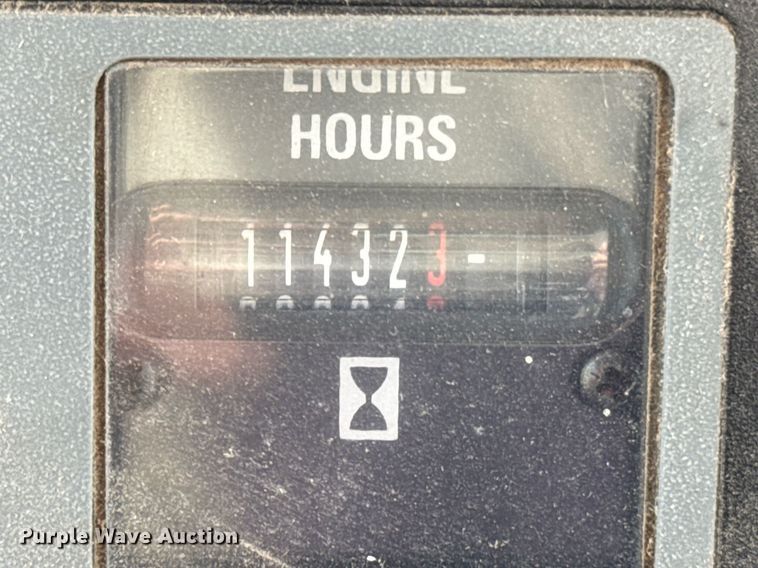 ENGINE
HOURS
114323
Purple Wave Auction